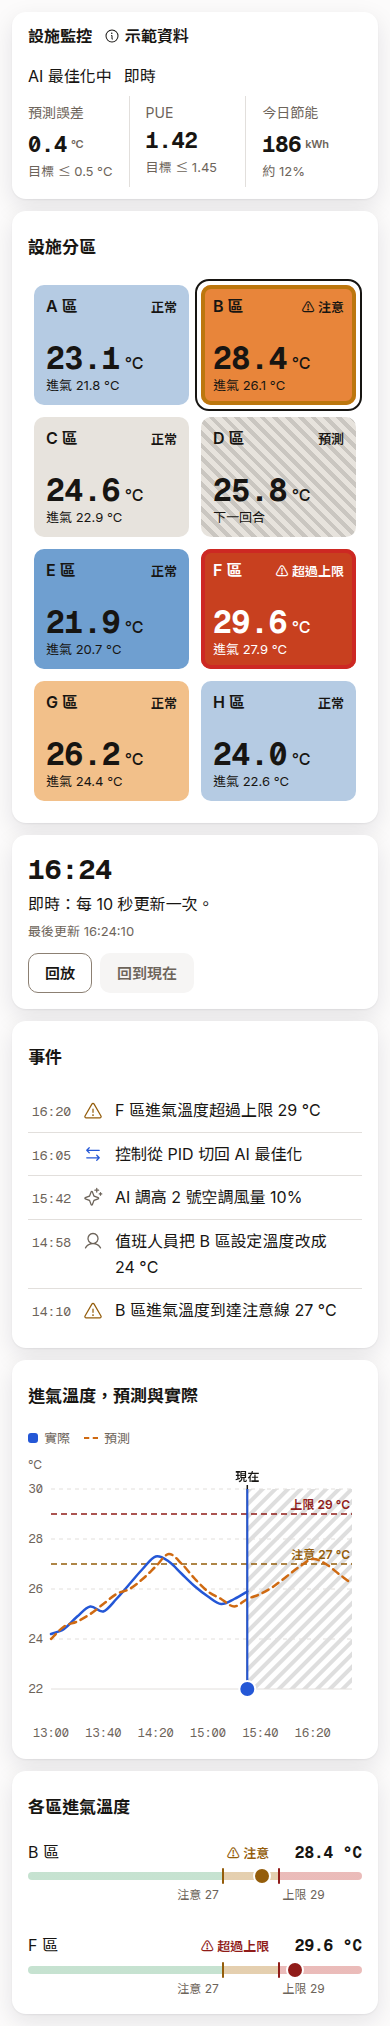 設施監控 示範資料
AI 最佳化中 即時
預測誤差 PUE 今日節能
0.4 °C 1.42 186 kWh
目標 ≤ 0.5 °C 目標 ≤ 1.45 約 12%
設施分區
A 區 正常
23.1 °C
進氣 21.8 °C
B 區 注意
28.4 °C
進氣 26.1 °C
C 區 正常
24.6 °C
進氣 22.9 °C
D 區 預測
25.8 °C
下一回合
E 區 正常
21.9 °C
進氣 20.7 °C
F 區 超過上限
29.6 °C
進氣 27.9 °C
G 區 正常
26.2 °C
進氣 24.4 °C
H 區 正常
24.0 °C
進氣 22.6 °C
16:24
即時：每 10 秒更新一次。
最後更新 16:24:10
回放 回到現在
事件
16:20 F 區進氣溫度超過上限 29 °C
16:05 控制從 PID 切回 AI 最佳化
15:42 AI 調高 2 號空調風量 10%
14:58 值班人員把 B 區設定溫度改成
24 °C
14:10 B 區進氣溫度到達注意線 27 °C
進氣溫度，預測與實際
實際 預測
°C
現在
30
上限 29 °C
28
注意 27 °C
26
24
22
13:00 13:40 14:20 15:00 15:40 16:20
各區進氣溫度
B 區 注意 28.4 °C
注意 27 上限 29
F 區 超過上限 29.6 °C
注意 27 上限 29